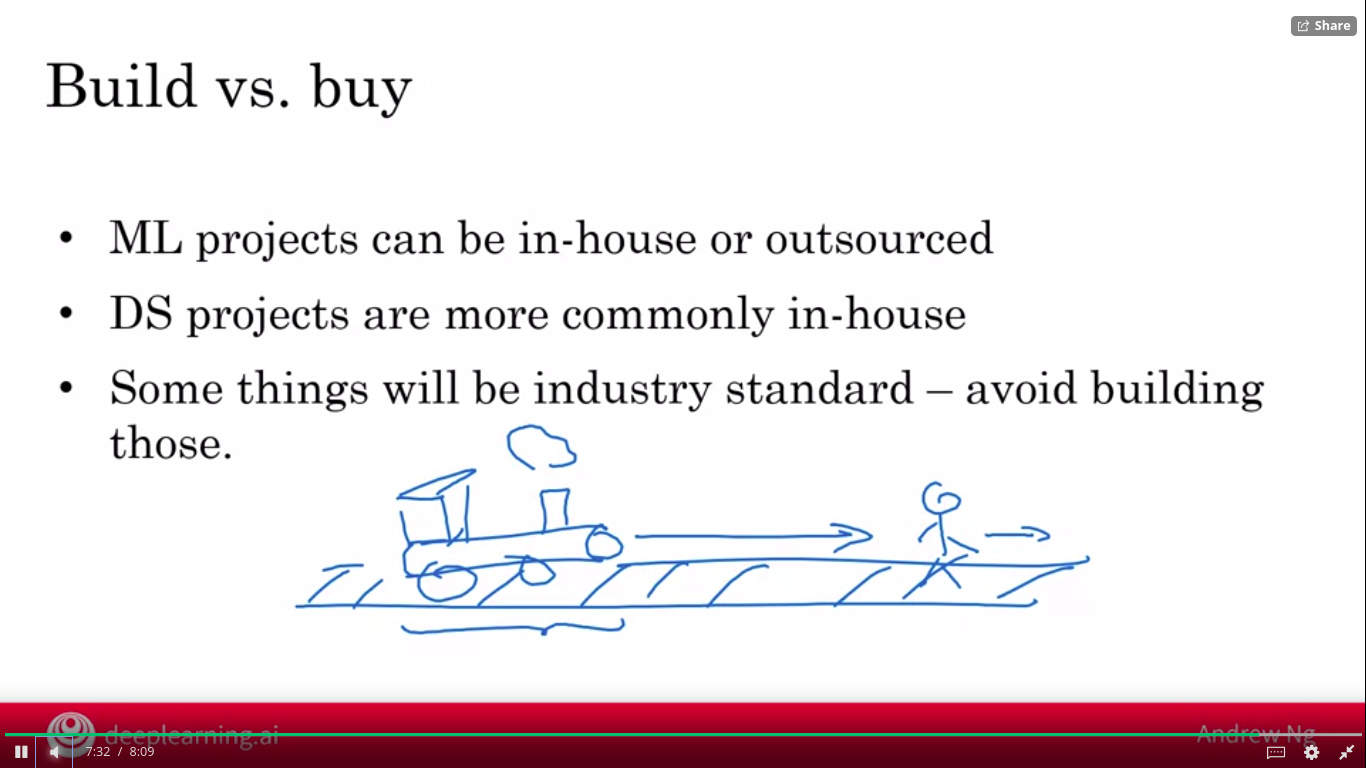 Share
Build vs. buy
• ML projects can be in-house or outsourced
• DS projects are more commonly in-house
• Some things will be industry standard – avoid building
those.
deeplearning.ai
Andrew Ng
7:32 / 8:09